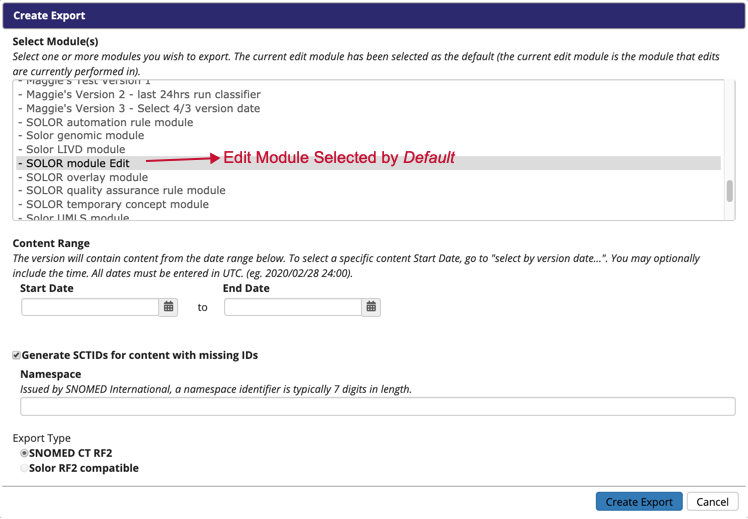 Create Export
Select Module(s)
Select one or more modules you wish to export. The current edit module has been selected as the default (the current edit module is the module that edits
are currently performed in).
- Maggie's Test Version 1
- Maggie's Version 2 - last 24hrs run classifier
- Maggie's Version 3 - Select 4/3 version date
- SOLOR automation rule module
- Solor genomic module
- Solor LIVD module
- SOLOR module Edit
Edit Module Selected by Default
- SOLOR overlay module
- SOLOR quality assurance rule module
- SOLOR temporary concept module
- Solor UMLS module
Content Range
The version will contain content from the date range below. To select a specific content Start Date, go to "select by version date...". You may optionally
include the time. All dates must be entered in UTC. (eg. 2020/02/28 24:00).
Start Date
End Date
to
Generate SCTIDs for content with missing IDs
Namespace
Issued by SNOMED International, a namespace identifier is typically 7 digits in length.
Export Type
SNOMED CT RF2
Solor RF2 compatible
Create Export
Cancel